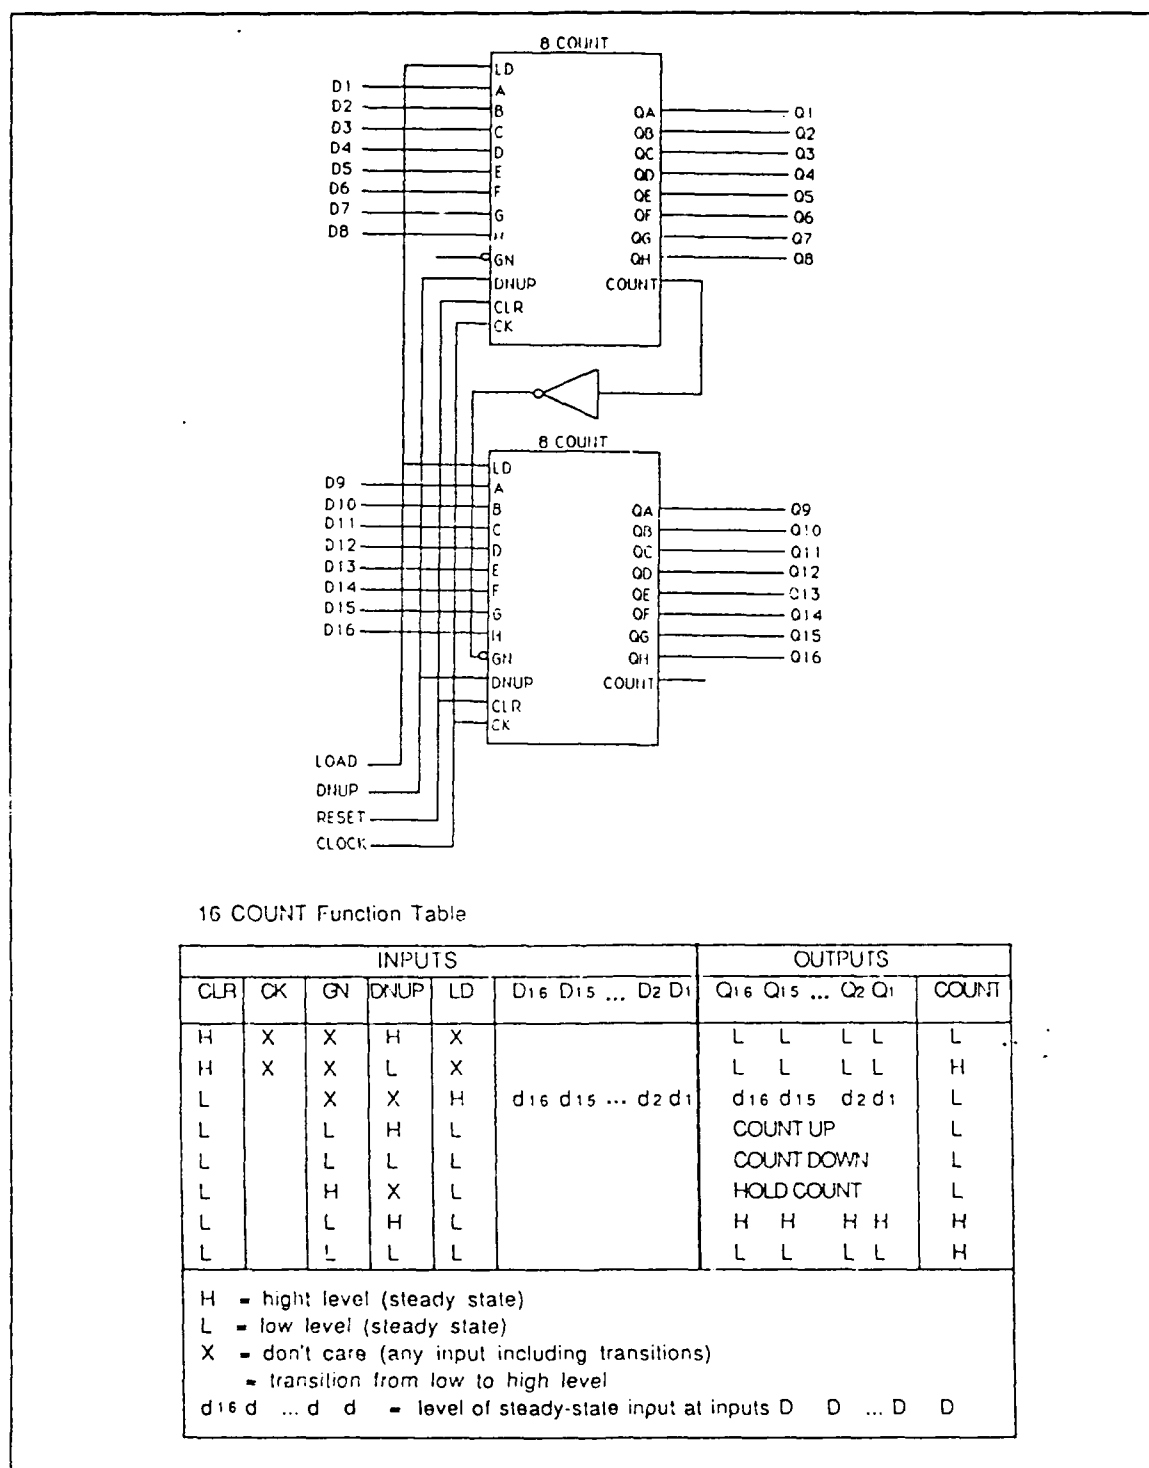 8 COUNT
LD
D1 A
D2 B QA Q1
D3 C QB Q2
D4 D QC Q3
D5 E QD Q4
D6 F QE Q5
D7 G QF Q6
D8 H QG Q7
GN QH Q8
DNUP COUNT
CLR
CK
8 COUNT
LD
D9 A
D10 B QA Q9
D11 C QB Q10
D12 D QC Q11
D13 E QD Q12
D14 F QE Q13
D15 G QF Q14
D16 H QG Q15
GN QH Q16
DNUP COUNT
CLR
CK
LOAD
DNUP
RESET
CLOCK
16 COUNT Function Table
INPUTS OUTPUTS
CLR CK GN DNUP LD D16 D15 ... D2 D1 Q16 Q15 ... Q2 Q1 COUNT
H X X H X L L L L L
H X X L X L L L L H
L X X H d16 d15 ... d2 d1 d16 d15 d2 d1 L
L L H L COUNT UP L
L L L L COUNT DOWN L
L H X L HOLD COUNT L
L L H L H H H H H
L L L L L L L L H
H = hight level (steady state)
L = low level (steady state)
X = don't care (any input including transitions)
= transition from low to high level
d16 d ... d d = level of steady-state input at inputs D D ... D D